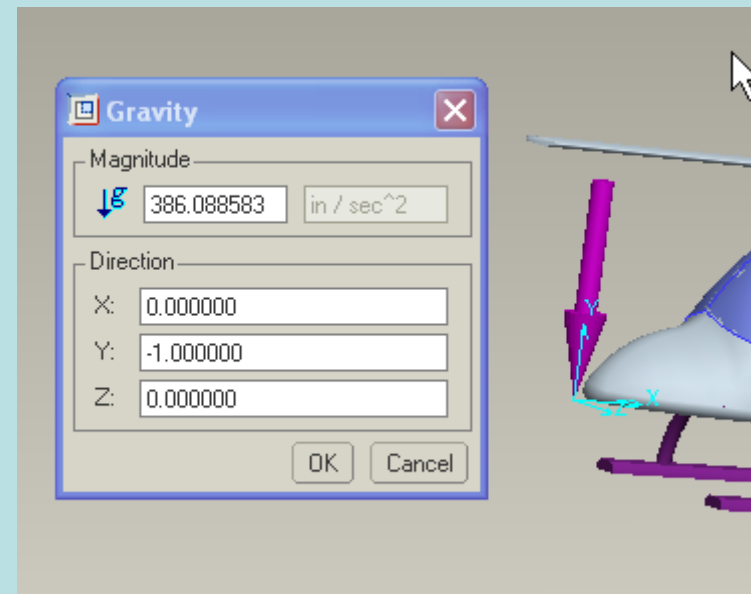 Gravity
Magnitude
g 386.088583 in / sec^2
Direction
X: 0.000000
Y: -1.000000
Z: 0.000000
OK Cancel
Y
X
Z